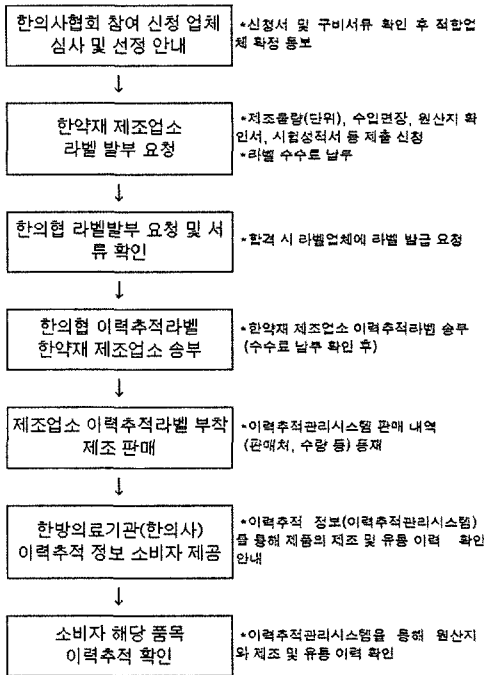 한의사협회 참여 신청 업체
심사 및 선정 안내
*신청서 및 구비서류 확인 후 적합업
체 확정 통보
↓
한약재 제조업소
라벨 발부 요청
*제조물량(단위), 수입면장, 원산지 확
인서, 시험성적서 등 제출 신청
*라벨 수수료 납부
↓
한의협 라벨발부 요청 및 서
류 확인
*합격 시 라벨업체에 라벨 발급 요청
↓
한의협 이력추적라벨
한약재 제조업소 송부
*한약재 제조업소 이력추적라벨 송부
(수수료 납부 확인 후)
↓
제조업소 이력추적라벨 부착
제조 판매
*이력추적관리시스템 판매 내역
(판매처, 수량 등) 등재
↓
한방의료기관(한의사)
이력추적 정보 소비자 제공
*이력추적 정보(이력추적관리시스템)
를 통해 제품의 제조 및 유통 이력 확인
안내
↓
소비자 해당 품목
이력추적 확인
*이력추적관리시스템을 통해 원산지
와 제조 및 유통 이력 확인